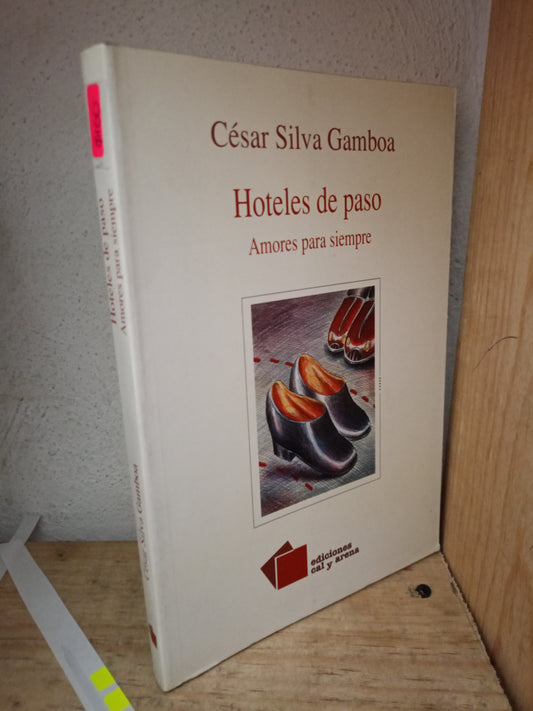 César Silva Gamboa
Hoteles de paso
Amores para siempre
ediciones
cal y arena
Hoteles de paso
Amores para siempre
César Silva Gamboa